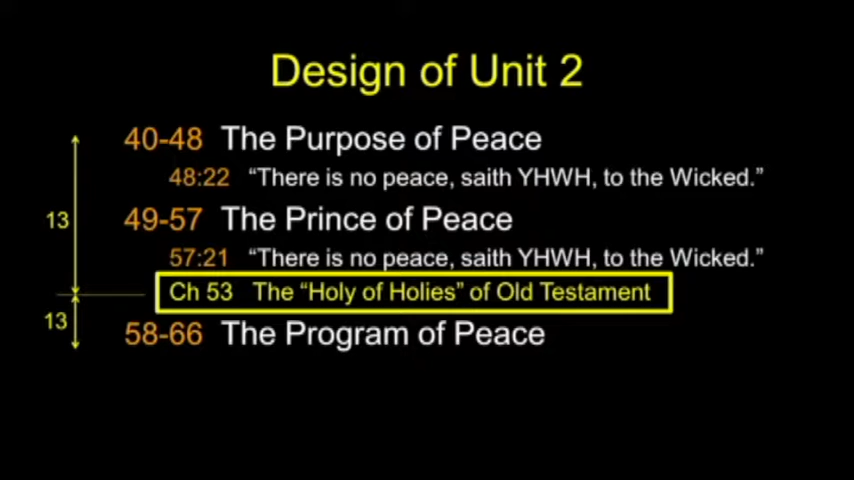 Design of Unit 2
40-48 The Purpose of Peace
48:22 “There is no peace, saith YHWH, to the Wicked.”
13
49-57 The Prince of Peace
57:21 “There is no peace, saith YHWH, to the Wicked.”
Ch 53 The “Holy of Holies” of Old Testament
13
58-66 The Program of Peace